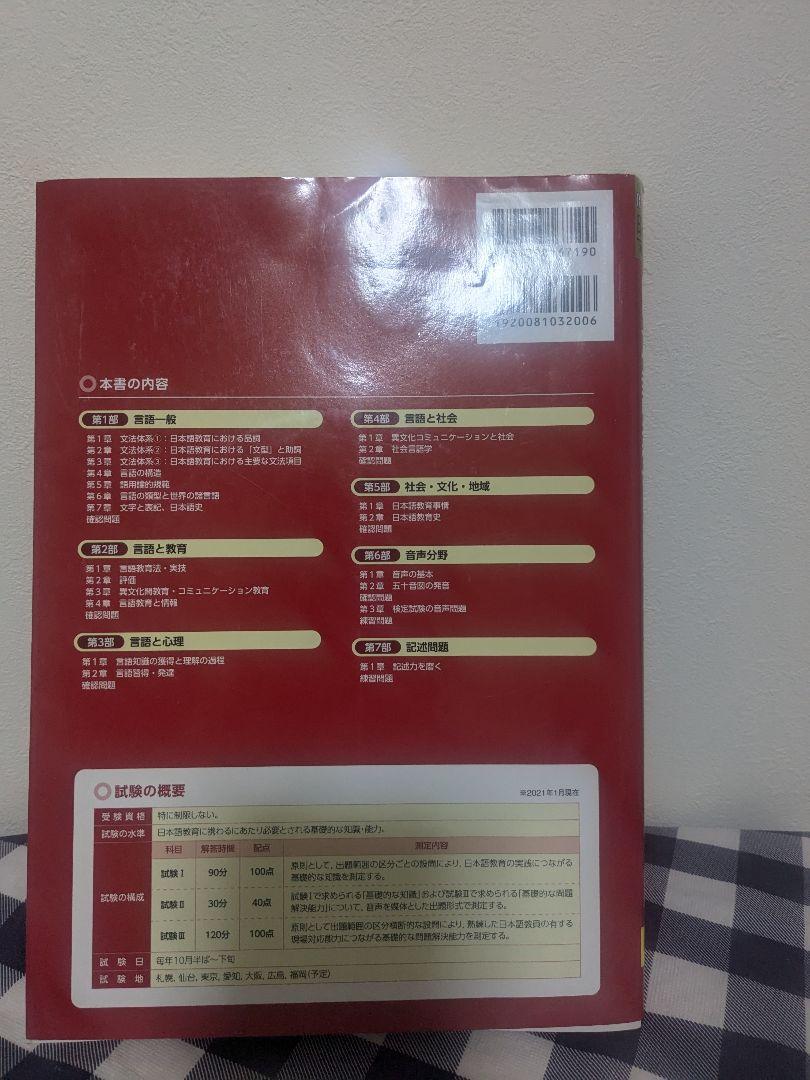 67190
1920081032006
本書の内容
第1部 言語一般
第1章 文法体系①:日本語教育における品詞
第2章 文法体系②:日本語教育における「文型」と助詞
第3章 文法体系③:日本語教育における主要な文法項目
第4章 言語の構造
第5章 語用論的規範
第6章 言語の類型と世界の諸言語
第7章 文字と表記、日本語史
確認問題
第2部 言語と教育
第1章 言語教育法・実技
第2章 評価
第3章 異文化間教育・コミュニケーション教育
第4章 言語教育と情報
確認問題
第3部 言語と心理
第1章 言語知識の獲得と理解の過程
第2章 言語習得・発達
確認問題
第4部 言語と社会
第1章 異文化コミュニケーションと社会
第2章 社会言語学
確認問題
第5部 社会・文化・地域
第1章 日本語教育事情
第2章 日本語教育史
確認問題
第6部 音声分野
第1章 音声の基本
第2章 五十音図の発音
確認問題
第3章 検定試験の音声問題
練習問題
第7部 記述問題
第1章 記述力を磨く
練習問題
試験の概要
※2021年1月現在
受験資格 特に制限しない。
試験の水準 日本語教育に携わるにあたり必要とされる基礎的な知識・能力。
試験の構成
科目 解答時間 配点 測定内容
試験Ⅰ 90分 100点 原則として、出題範囲の区分ごとの設問により、日本語教育の実践につながる
基礎的な知識を測定する。
試験Ⅱ 30分 40点 試験Ⅰで求められる「基礎的な知識」および試験Ⅲで求められる「基礎的な問題
解決能力」について、音声を媒体とした出題形式で測定する。
試験Ⅲ 120分 100点 原則として出題範囲の区分横断的な設問により、熟練した日本語教員の有する
現場対応能力につながる基礎的な問題解決能力を測定する。
試験日 毎年10月半ば～下旬
試験地 札幌、仙台、東京、愛知、大阪、広島、福岡(予定)